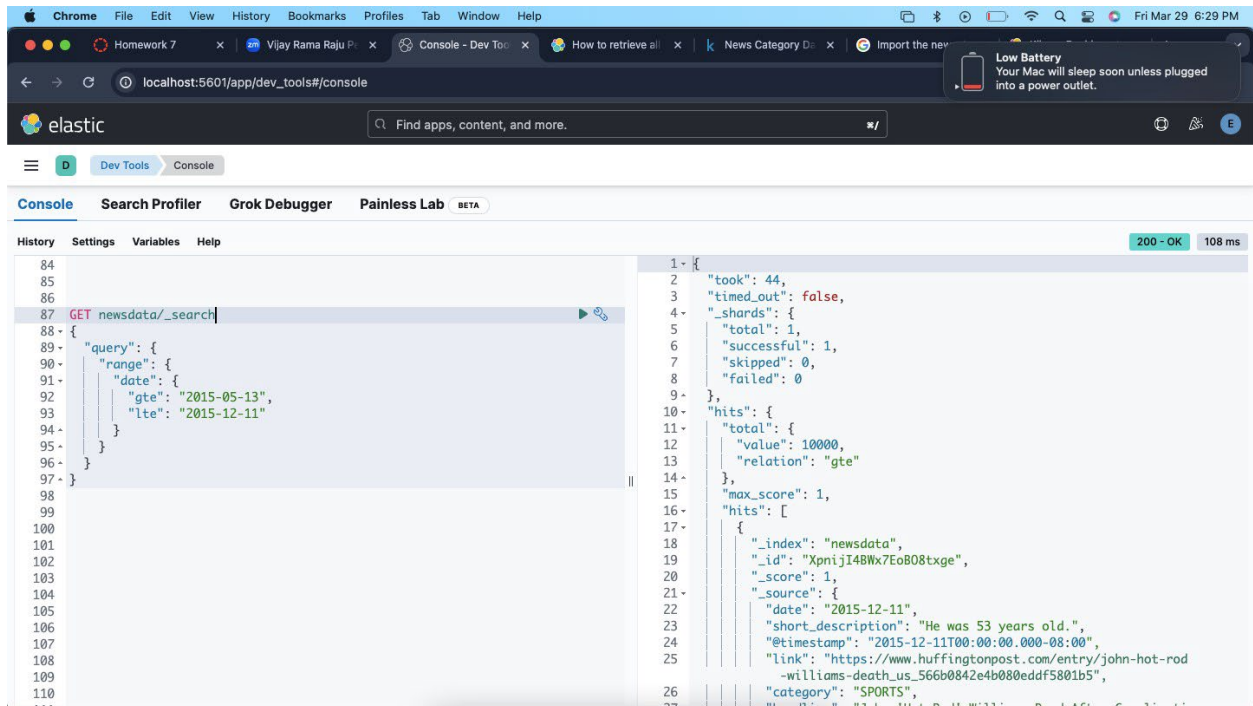 Chrome File Edit View History Bookmarks Profiles Tab Window Help Fri Mar 29 6:29 PM
Homework 7 × zm Vijay Rama Raju × Console - Dev Too × How to retrieve all × k News Category Da × Import the new
Low Battery
Your Mac will sleep soon unless plugged
into a power outlet.
localhost:5601/app/dev_tools#/console
elastic Find apps, content, and more. ⌘/ E
D Dev Tools Console
Console Search Profiler Grok Debugger Painless Lab BETA
History Settings Variables Help 200 - OK 108 ms
84
85
86
87 GET newsdata/_search
88 {
89 "query": {
90 "range": {
91 "date": {
92 "gte": "2015-05-13",
93 "lte": "2015-12-11"
94 }
95 }
96 }
97 }
98
99
100
101
102
103
104
105
106
107
108
109
110
1 {
2 "took": 44,
3 "timed_out": false,
4 "_shards": {
5 "total": 1,
6 "successful": 1,
7 "skipped": 0,
8 "failed": 0
9 },
10 "hits": {
11 "total": {
12 "value": 10000,
13 "relation": "gte"
14 },
15 "max_score": 1,
16 "hits": [
17 {
18 "_index": "newsdata",
19 "_id": "XpnijI4BWx7EoBO8txge",
20 "_score": 1,
21 "_source": {
22 "date": "2015-12-11",
23 "short_description": "He was 53 years old.",
24 "@timestamp": "2015-12-11T00:00:00.000-08:00",
25 "link": "https://www.huffingtonpost.com/entry/john-hot-rod
-williams-death_us_566b0842e4b080eddf5801b5",
26 "category": "SPORTS",